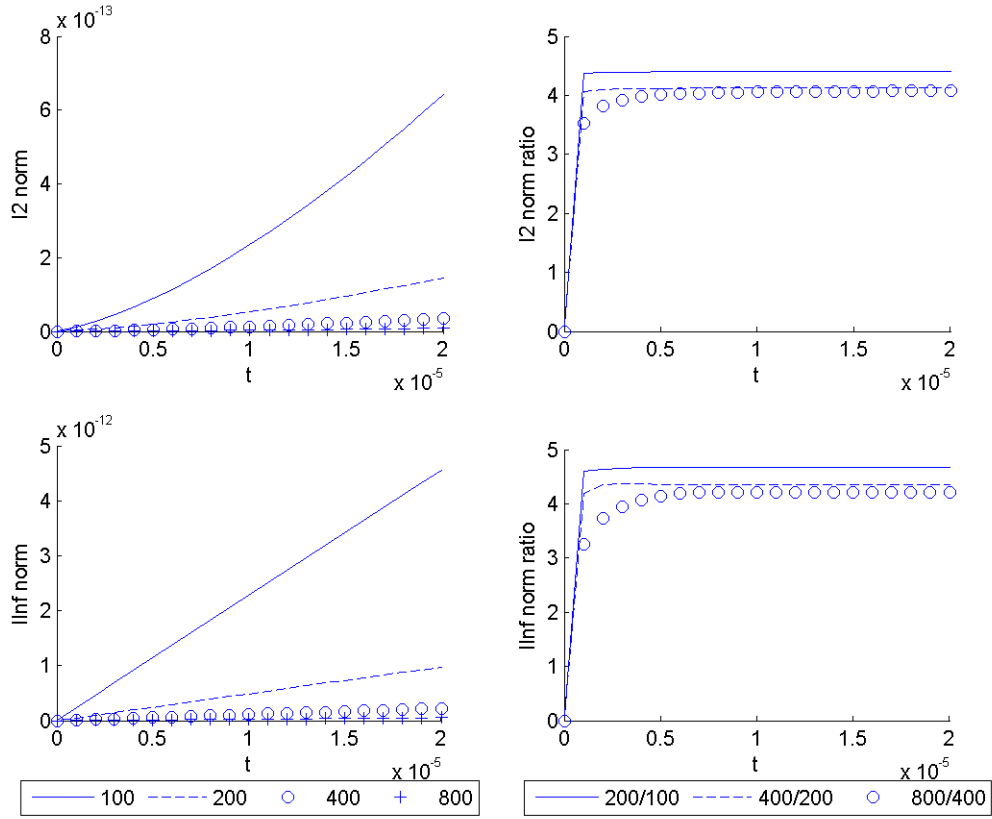 x 10^-13
8
6
4
2
0
l2 norm
0 0.5 1 1.5 2
t
x 10^-5
5
4
3
2
1
0
l2 norm ratio
0 0.5 1 1.5 2
t
x 10^-5
x 10^-12
5
4
3
2
1
0
lInf norm
0 0.5 1 1.5 2
t
x 10^-5
5
4
3
2
1
0
lInf norm ratio
0 0.5 1 1.5 2
t
x 10^-5
100 200 400 800
200/100 400/200 800/400